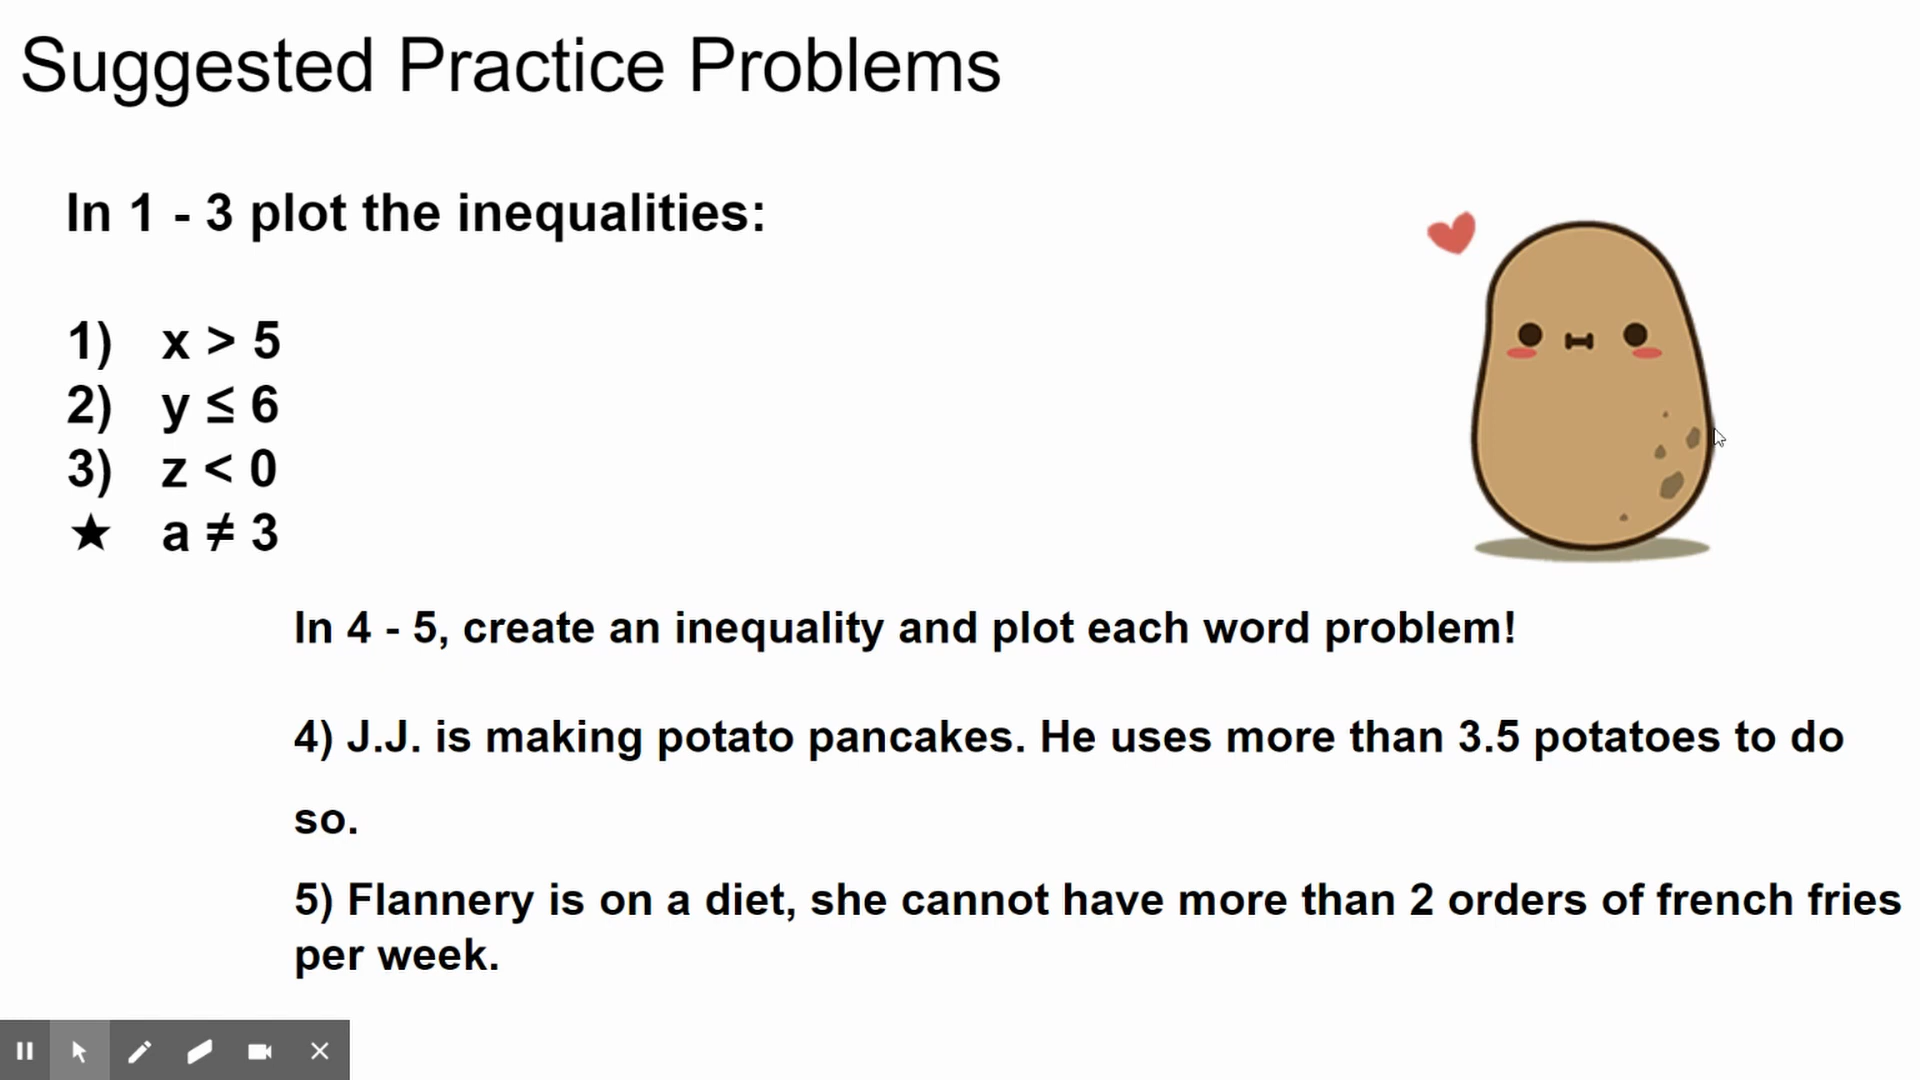 Suggested Practice Problems
In 1 - 3 plot the inequalities:
1) x > 5
2) y ≤ 6
3) z < 0
★ a ≠ 3
In 4 - 5, create an inequality and plot each word problem!
4) J.J. is making potato pancakes. He uses more than 3.5 potatoes to do
so.
5) Flannery is on a diet, she cannot have more than 2 orders of french fries
per week.